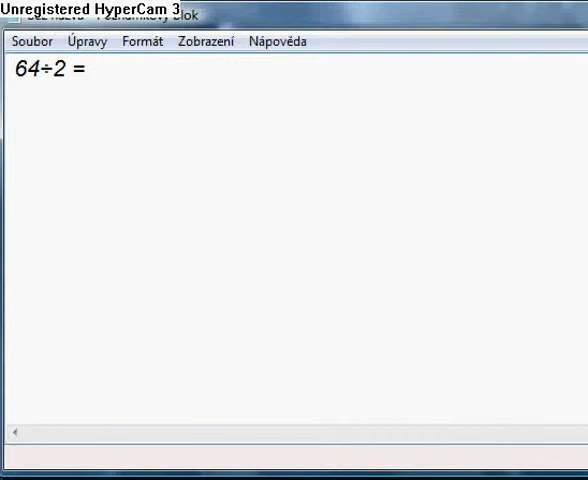 Unregistered HyperCam 3
Soubor Úpravy Formát Zobrazení Nápověda
64÷2 =